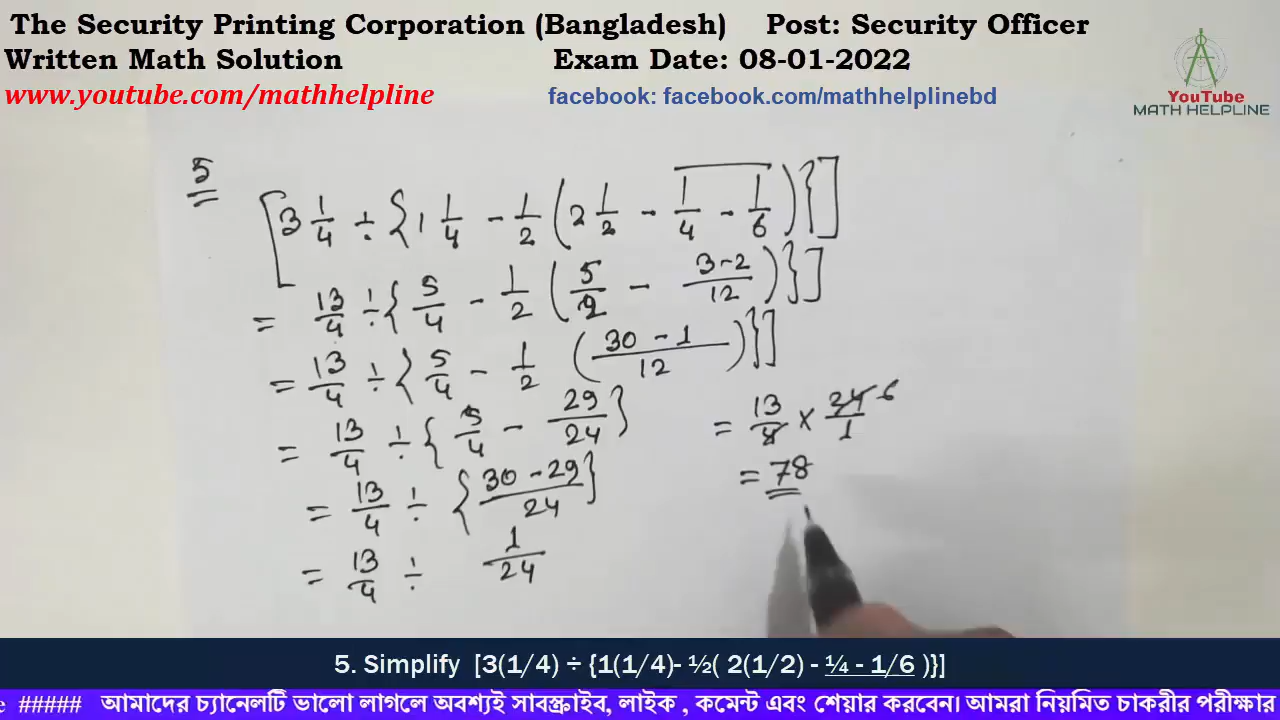 The Security Printing Corporation (Bangladesh) Post: Security Officer
Written Math Solution Exam Date: 08-01-2022
www.youtube.com/mathhelpline facebook: facebook.com/mathhelplinebd
YouTube
MATH HELPLINE
5
[3 1/4 ÷ {1 1/4 - 1/2 (2 1/2 - 1/4 - 1/6)}]
= 13/4 ÷ {5/4 - 1/2 (5/2 - 3-2/12)}]
= 13/4 ÷ {5/4 - 1/2 (30-1/12)}]
= 13/4 ÷ {5/4 - 29/24}
= 13/4 ÷ {30-29/24}
= 13/4 ÷ 1/24
= 13/4 × 24/1 6
= 78
5. Simplify [3(1/4) ÷ {1(1/4)- ½( 2(1/2) - ¼ - 1/6 )}]
e ##### আমাদের চ্যানেলটি ভালো লাগলে অবশ্যই সাবস্ক্রাইব, লাইক , কমেন্ট এবং শেয়ার করবেন। আমরা নিয়মিত চাকরীর পরীক্ষার